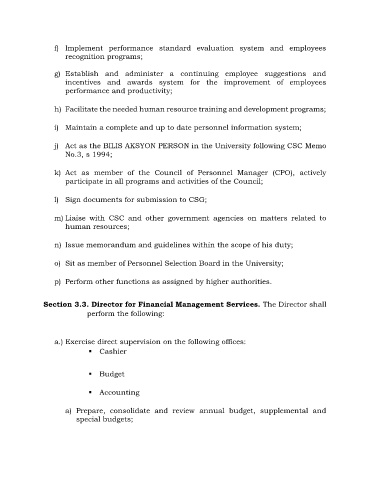 f) Implement performance standard evaluation system and employees
recognition programs;
g) Establish and administer a continuing employee suggestions and
incentives and awards system for the improvement of employees
performance and productivity;
h) Facilitate the needed human resource training and development programs;
i) Maintain a complete and up to date personnel information system;
j) Act as the BILIS AKSYON PERSON in the University following CSC Memo
No.3, s 1994;
k) Act as member of the Council of Personnel Manager (CPO), actively
participate in all programs and activities of the Council;
l) Sign documents for submission to CSG;
m) Liaise with CSC and other government agencies on matters related to
human resources;
n) Issue memorandum and guidelines within the scope of his duty;
o) Sit as member of Personnel Selection Board in the University;
p) Perform other functions as assigned by higher authorities.
Section 3.3. Director for Financial Management Services. The Director shall
perform the following:
a.) Exercise direct supervision on the following offices:
▪ Cashier
▪ Budget
▪ Accounting
a) Prepare, consolidate and review annual budget, supplemental and
special budgets;